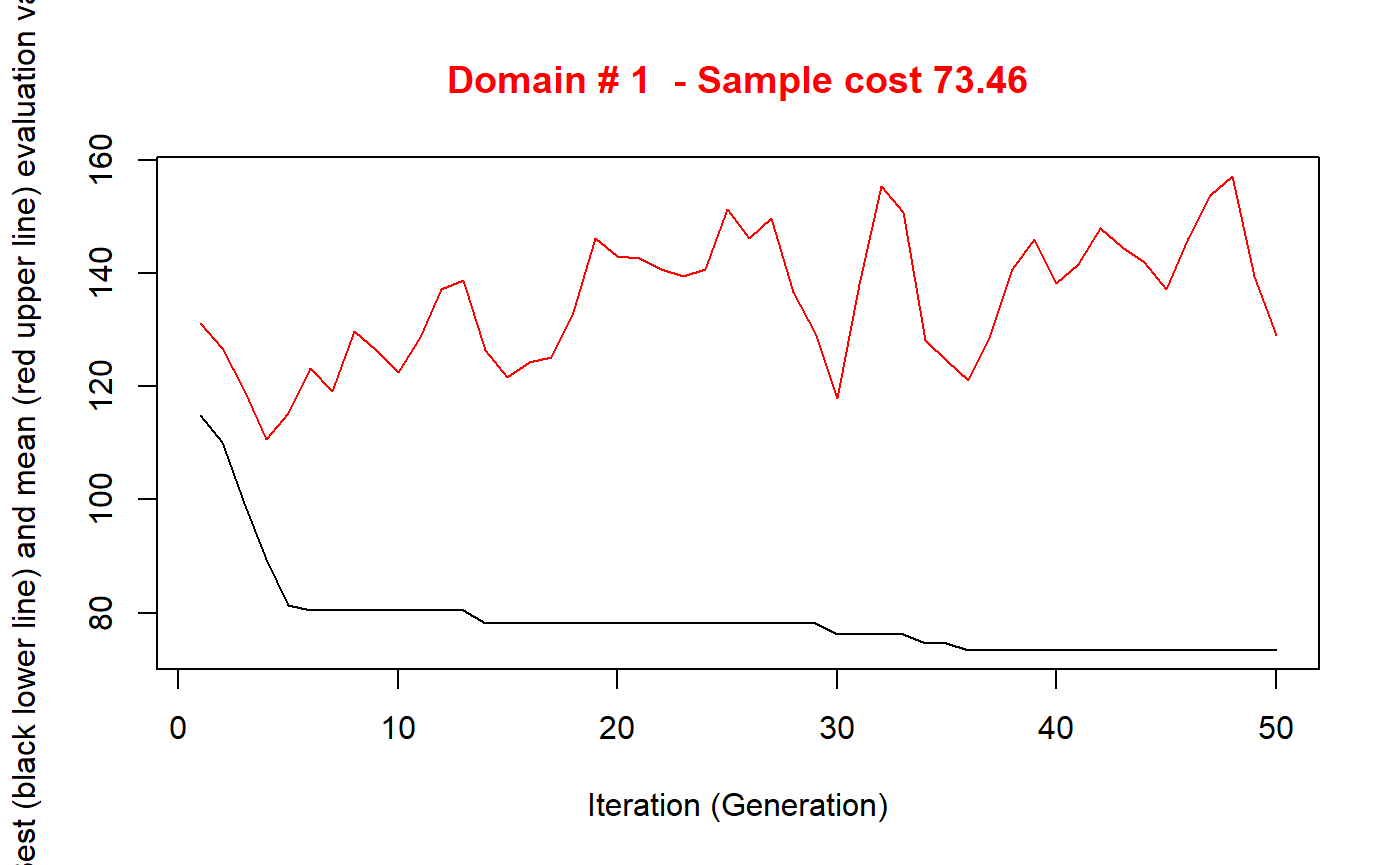 Domain # 1  - Sample cost 73.46
(black lower line) and mean (red upper line) evaluation
160
140
120
100
80
0 10 20 30 40 50
Iteration (Generation)